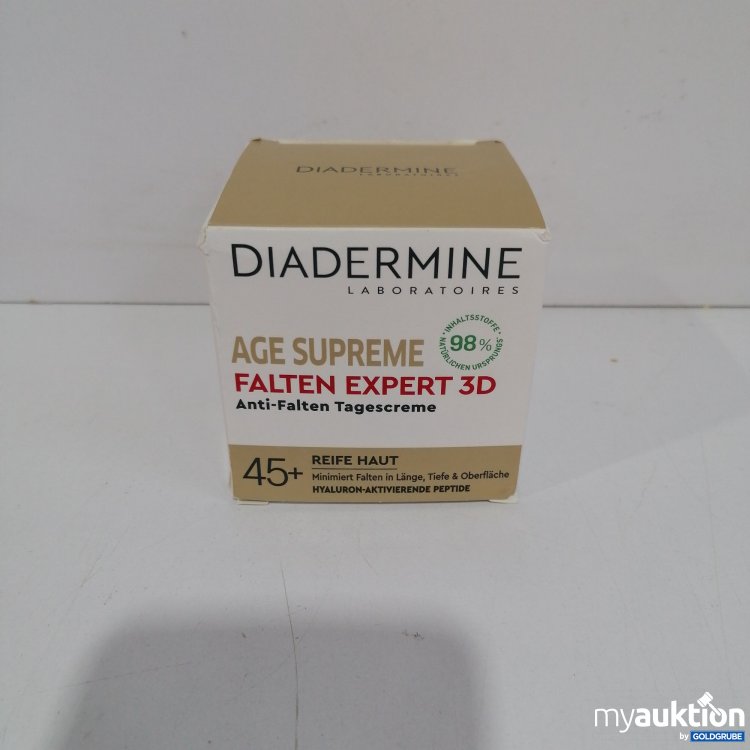 DIADERMINE
LABORATOIRES
DIADERMINE
LABORATOIRES
AGE SUPREME
INHALTSSTOFFE
98%
NATÜRLICHEN URSPRUNGS
FALTEN EXPERT 3D
Anti-Falten Tagescreme
45+
REIFE HAUT
Minimiert Falten in Länge, Tiefe & Oberfläche
HYALURON-AKTIVIERENDE PEPTIDE
myauktion
by GOLDGRUBE